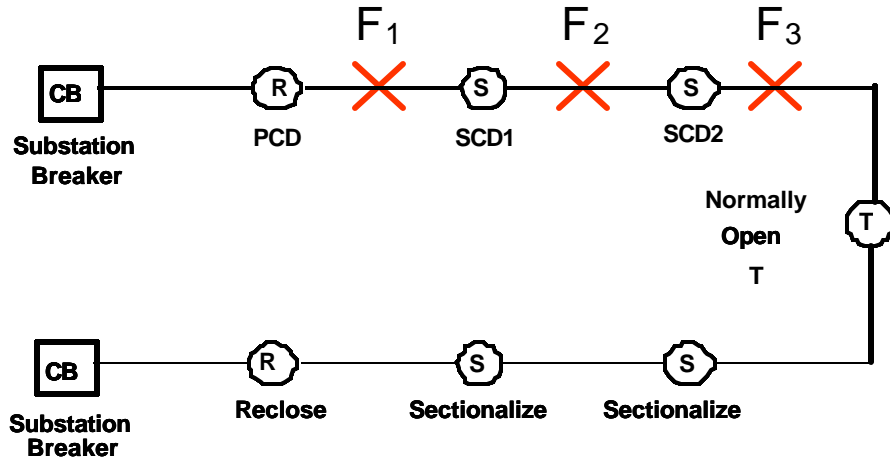 F1
F2
F3
CB
R
S
S
Substation
Breaker
PCD
SCD1
SCD2
Normally
Open
T
T
CB
R
S
S
Substation
Breaker
Reclose
Sectionalize
Sectionalize